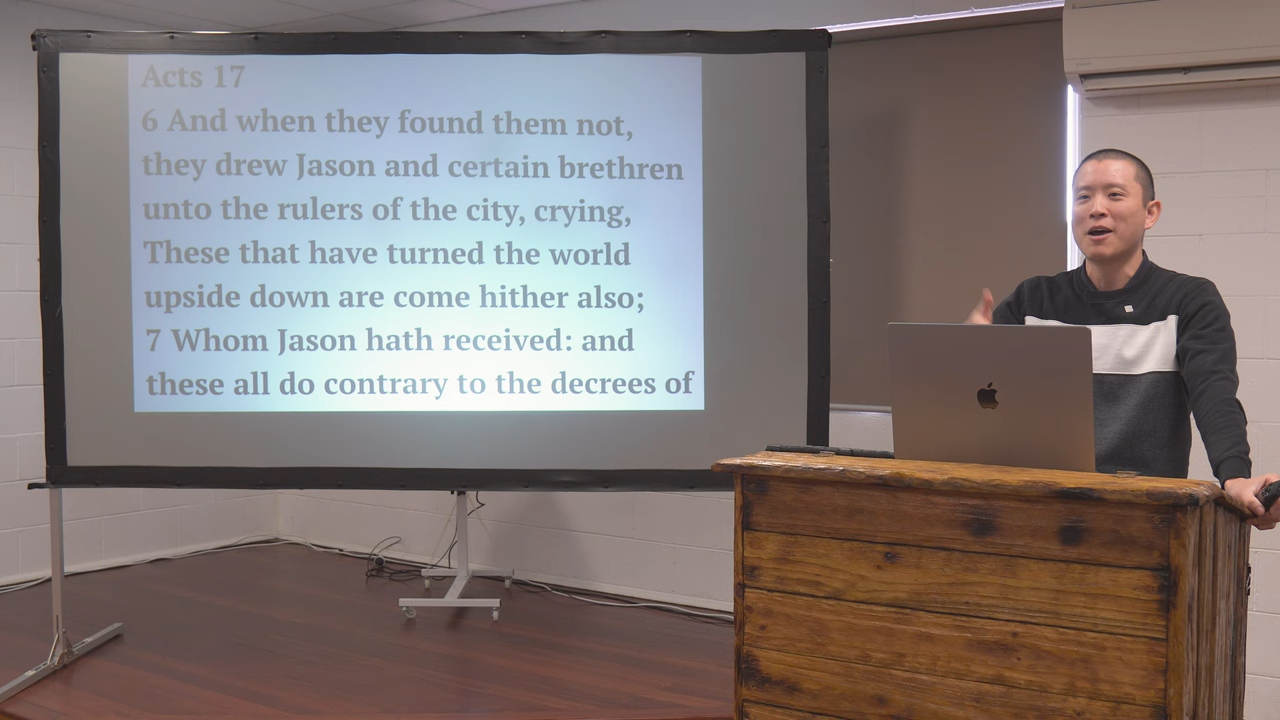 Acts 17
6 And when they found them not,
they drew Jason and certain brethren
unto the rulers of the city, crying,
These that have turned the world
upside down are come hither also;
7 Whom Jason hath received: and
these all do contrary to the decrees of